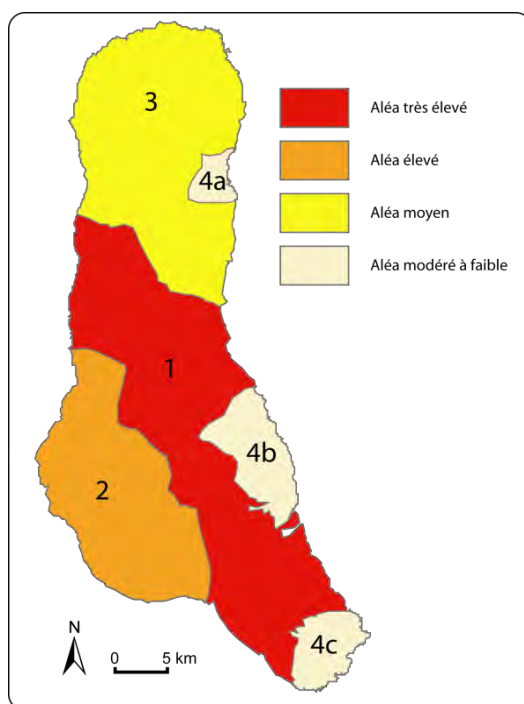 3
Aléa très élevé
4a
Aléa élevé
Aléa moyen
Aléa modéré à faible
1
4b
2
N
0 5 km
4c